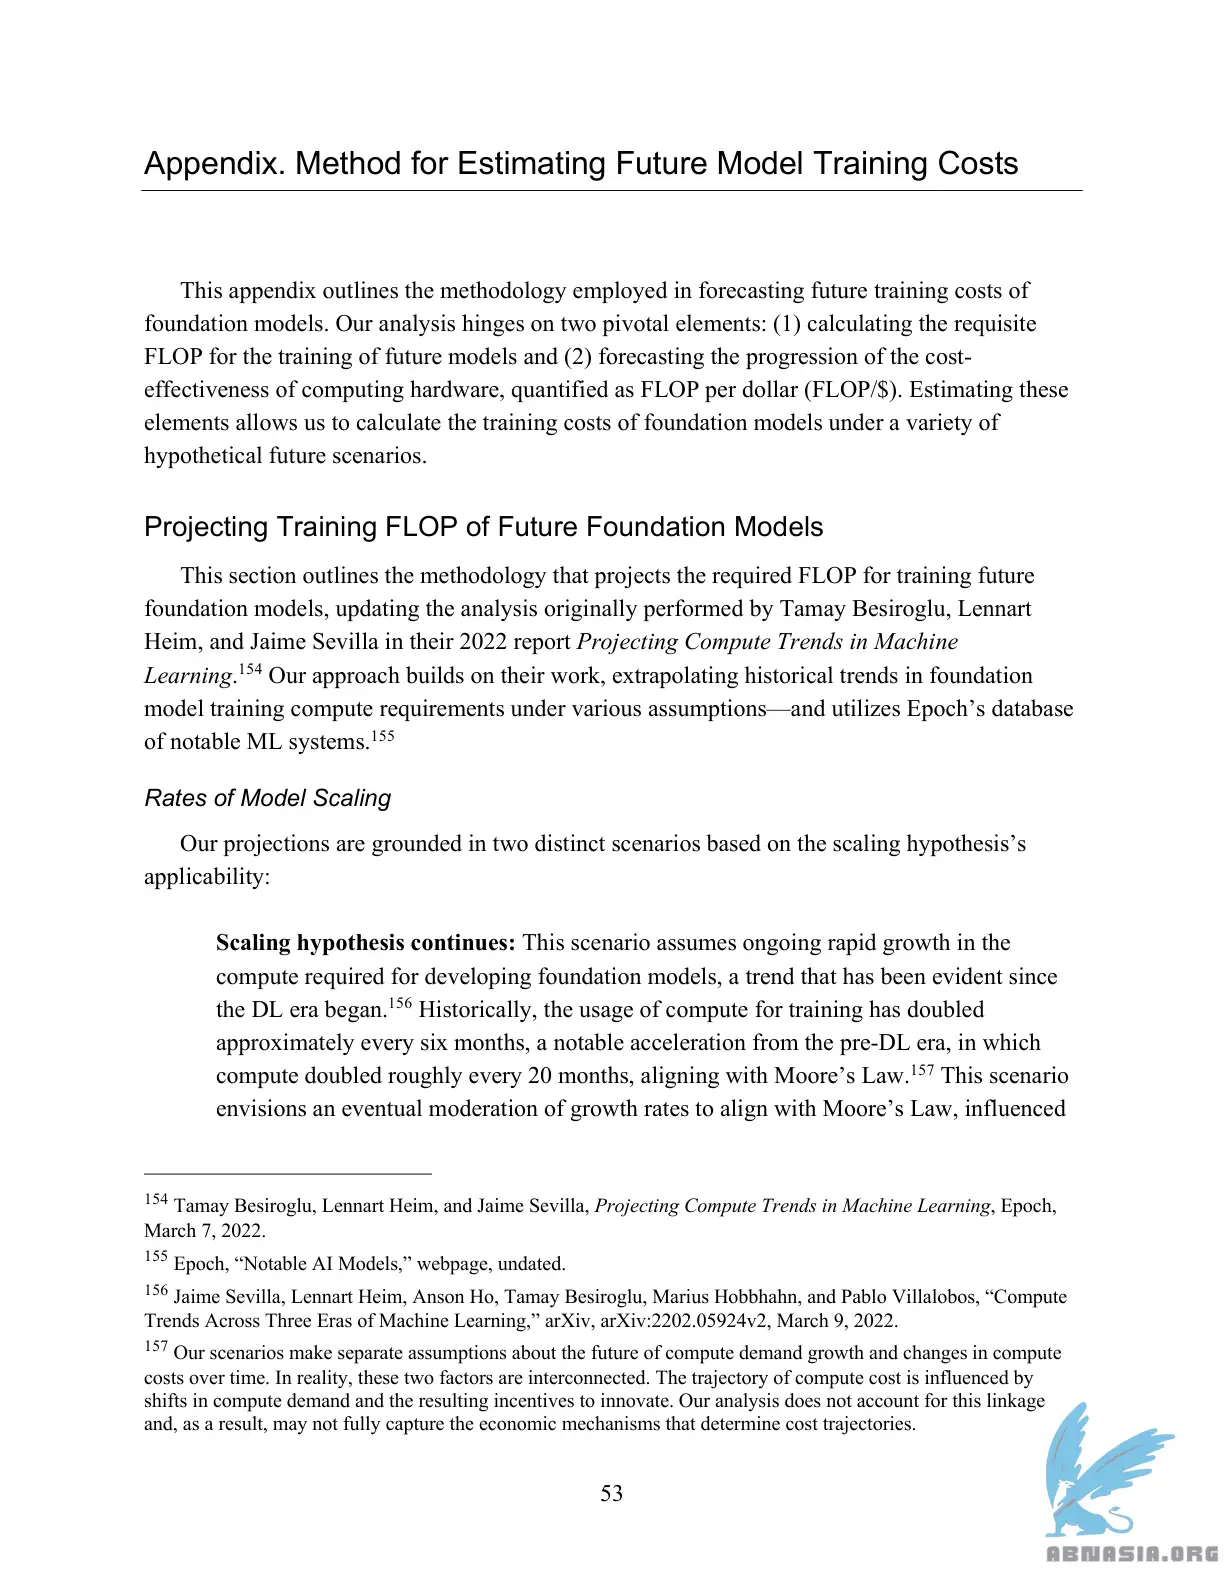 Appendix. Method for Estimating Future Model Training Costs
This appendix outlines the methodology employed in forecasting future training costs of
foundation models. Our analysis hinges on two pivotal elements: (1) calculating the requisite
FLOP for the training of future models and (2) forecasting the progression of the cost-
effectiveness of computing hardware, quantified as FLOP per dollar (FLOP/$). Estimating these
elements allows us to calculate the training costs of foundation models under a variety of
hypothetical future scenarios.
Projecting Training FLOP of Future Foundation Models
This section outlines the methodology that projects the required FLOP for training future
foundation models, updating the analysis originally performed by Tamay Besiroglu, Lennart
Heim, and Jaime Sevilla in their 2022 report Projecting Compute Trends in Machine
Learning.154 Our approach builds on their work, extrapolating historical trends in foundation
model training compute requirements under various assumptions—and utilizes Epoch’s database
of notable ML systems.155
Rates of Model Scaling
Our projections are grounded in two distinct scenarios based on the scaling hypothesis’s
applicability:
Scaling hypothesis continues: This scenario assumes ongoing rapid growth in the
compute required for developing foundation models, a trend that has been evident since
the DL era began.156 Historically, the usage of compute for training has doubled
approximately every six months, a notable acceleration from the pre-DL era, in which
compute doubled roughly every 20 months, aligning with Moore’s Law.157 This scenario
envisions an eventual moderation of growth rates to align with Moore’s Law, influenced
154 Tamay Besiroglu, Lennart Heim, and Jaime Sevilla, Projecting Compute Trends in Machine Learning, Epoch,
March 7, 2022.
155 Epoch, “Notable AI Models,” webpage, undated.
156 Jaime Sevilla, Lennart Heim, Anson Ho, Tamay Besiroglu, Marius Hobbhahn, and Pablo Villalobos, “Compute
Trends Across Three Eras of Machine Learning,” arXiv, arXiv:2202.05924v2, March 9, 2022.
157 Our scenarios make separate assumptions about the future of compute demand growth and changes in compute
costs over time. In reality, these two factors are interconnected. The trajectory of compute cost is influenced by
shifts in compute demand and the resulting incentives to innovate. Our analysis does not account for this linkage
and, as a result, may not fully capture the economic mechanisms that determine cost trajectories.
53
ABNASIA.ORG